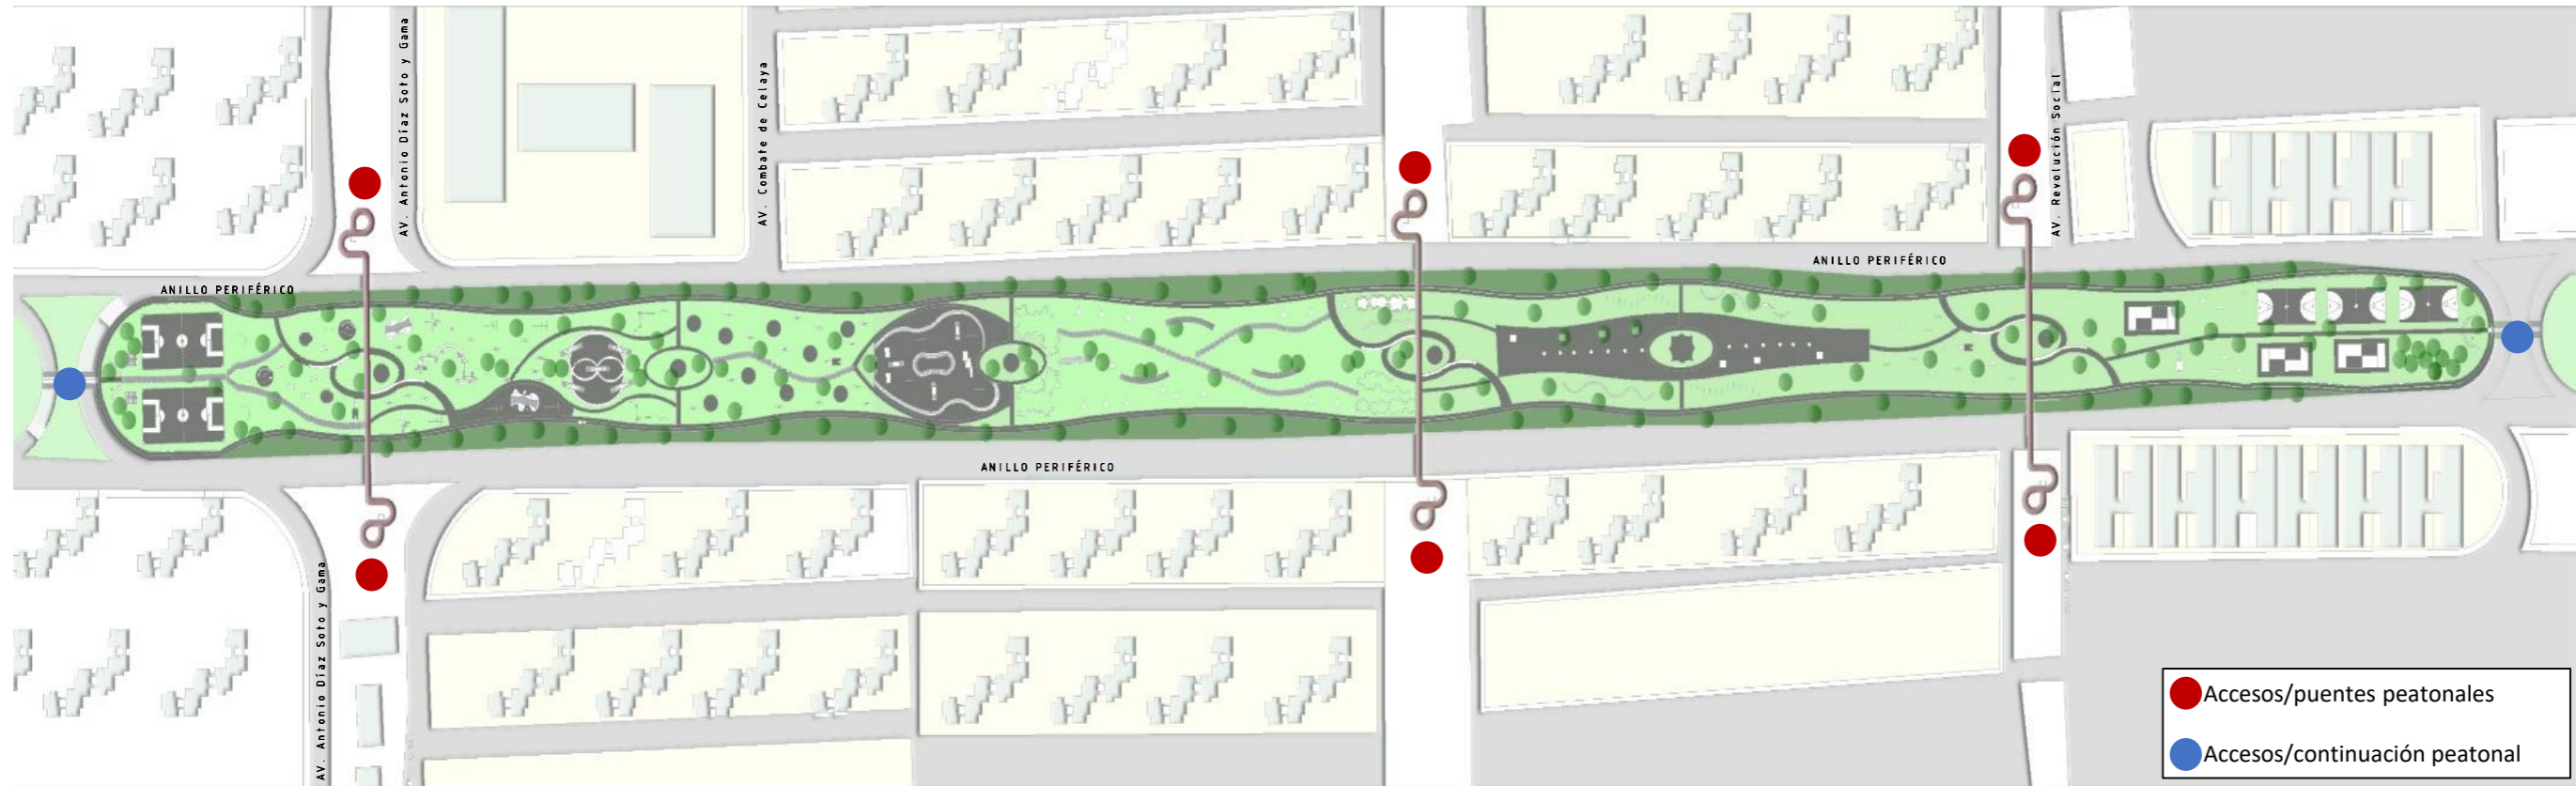 AV. Antonio Díaz Soto y Gama
AV. Combate de Celaya
AV. Revolución Social
ANILLO PERIFÉRICO
ANILLO PERIFÉRICO
ANILLO PERIFÉRICO
AV. Antonio Díaz Soto y Gama
Accesos/puentes peatonales
Accesos/continuación peatonal